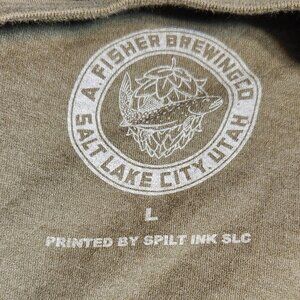 A FISHER BREWING CO
SALT LAKE CITY, UTAH
L
PRINTED BY SPILT INK SLC